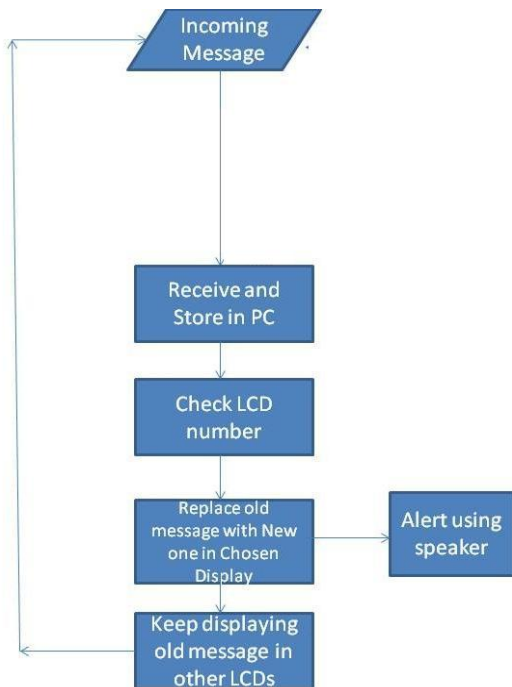 Incoming
Message
Receive and
Store in PC
Check LCD
number
Replace old
message with New
one in Chosen
Display
Alert using
speaker
Keep displaying
old message in
other LCDs